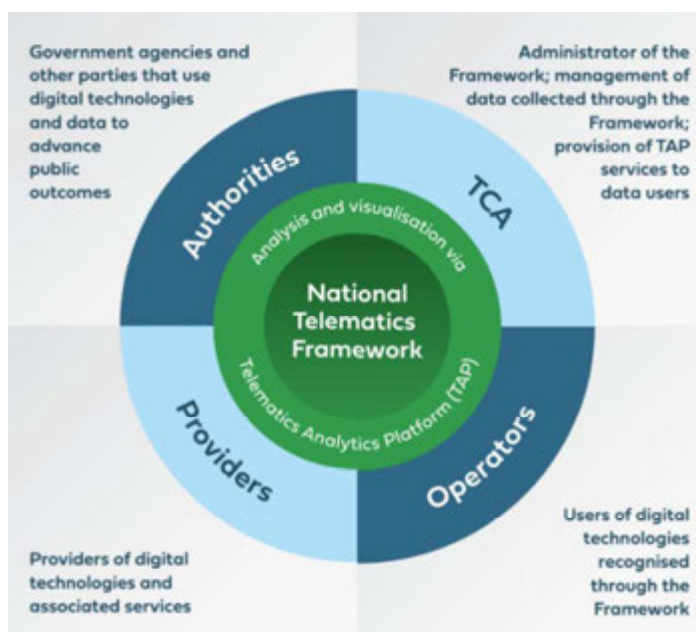 Government agencies and
other parties that use
digital technologies
and data to
advance
public
outcomes
Administrator of the
Framework; management of
data collected through the
Framework;
provision of TAP
services to
data users
Authorities
TCA
Analysis and visualisation via
National
Telematics
Framework
Telematics Analytics Platform (TAP)
Providers
Operators
Providers of digital
technologies and
associated services
Users of digital
technologies
recognised
through the
Framework